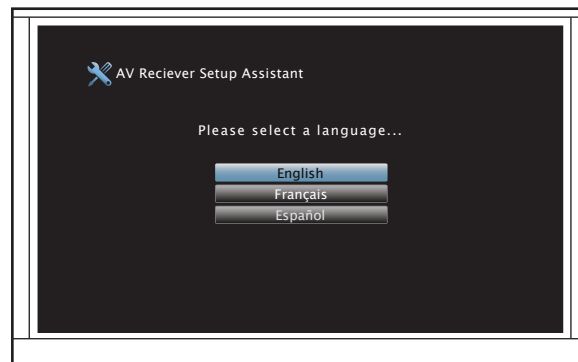 AV Reciever Setup Assistant
Please select a language...
English
Français
Español